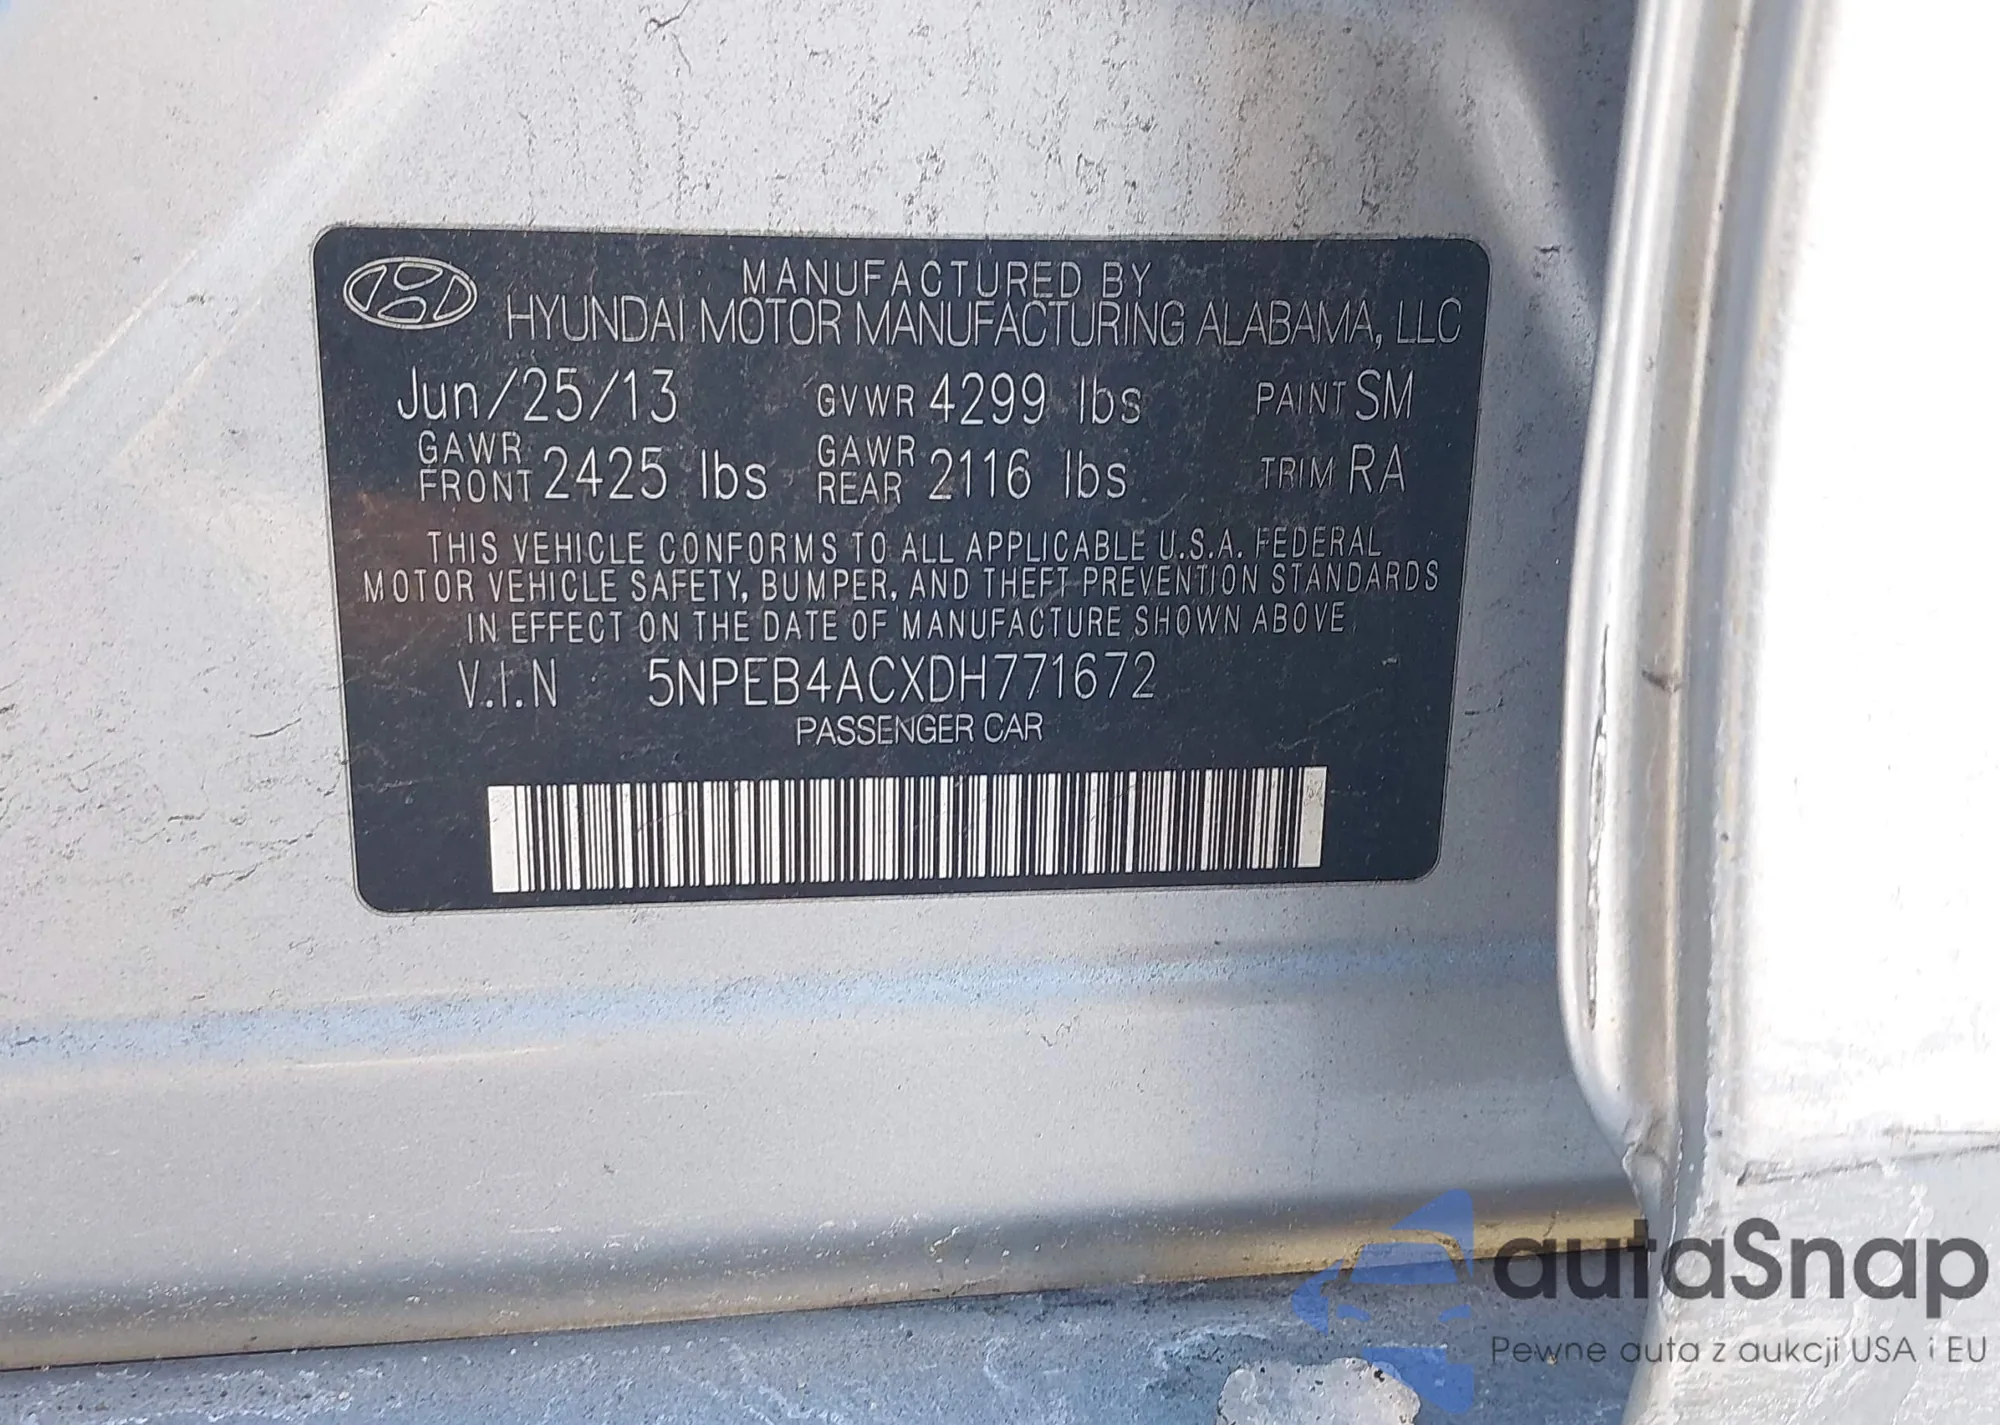 MANUFACTURED BY
HYUNDAI MOTOR MANUFACTURING ALABAMA, LLC
Jun/25/13 GVWR 4299 lbs PAINT SM
GAWR FRONT 2425 lbs GAWR REAR 2116 lbs TRIM RA
THIS VEHICLE CONFORMS TO ALL APPLICABLE U.S.A. FEDERAL
MOTOR VEHICLE SAFETY, BUMPER, AND THEFT PREVENTION STANDARDS
IN EFFECT ON THE DATE OF MANUFACTURE SHOWN ABOVE
V.I.N 5NPEB4ACXDH771672
PASSENGER CAR
autaSnap
Pewne auta z aukcji USA i EU